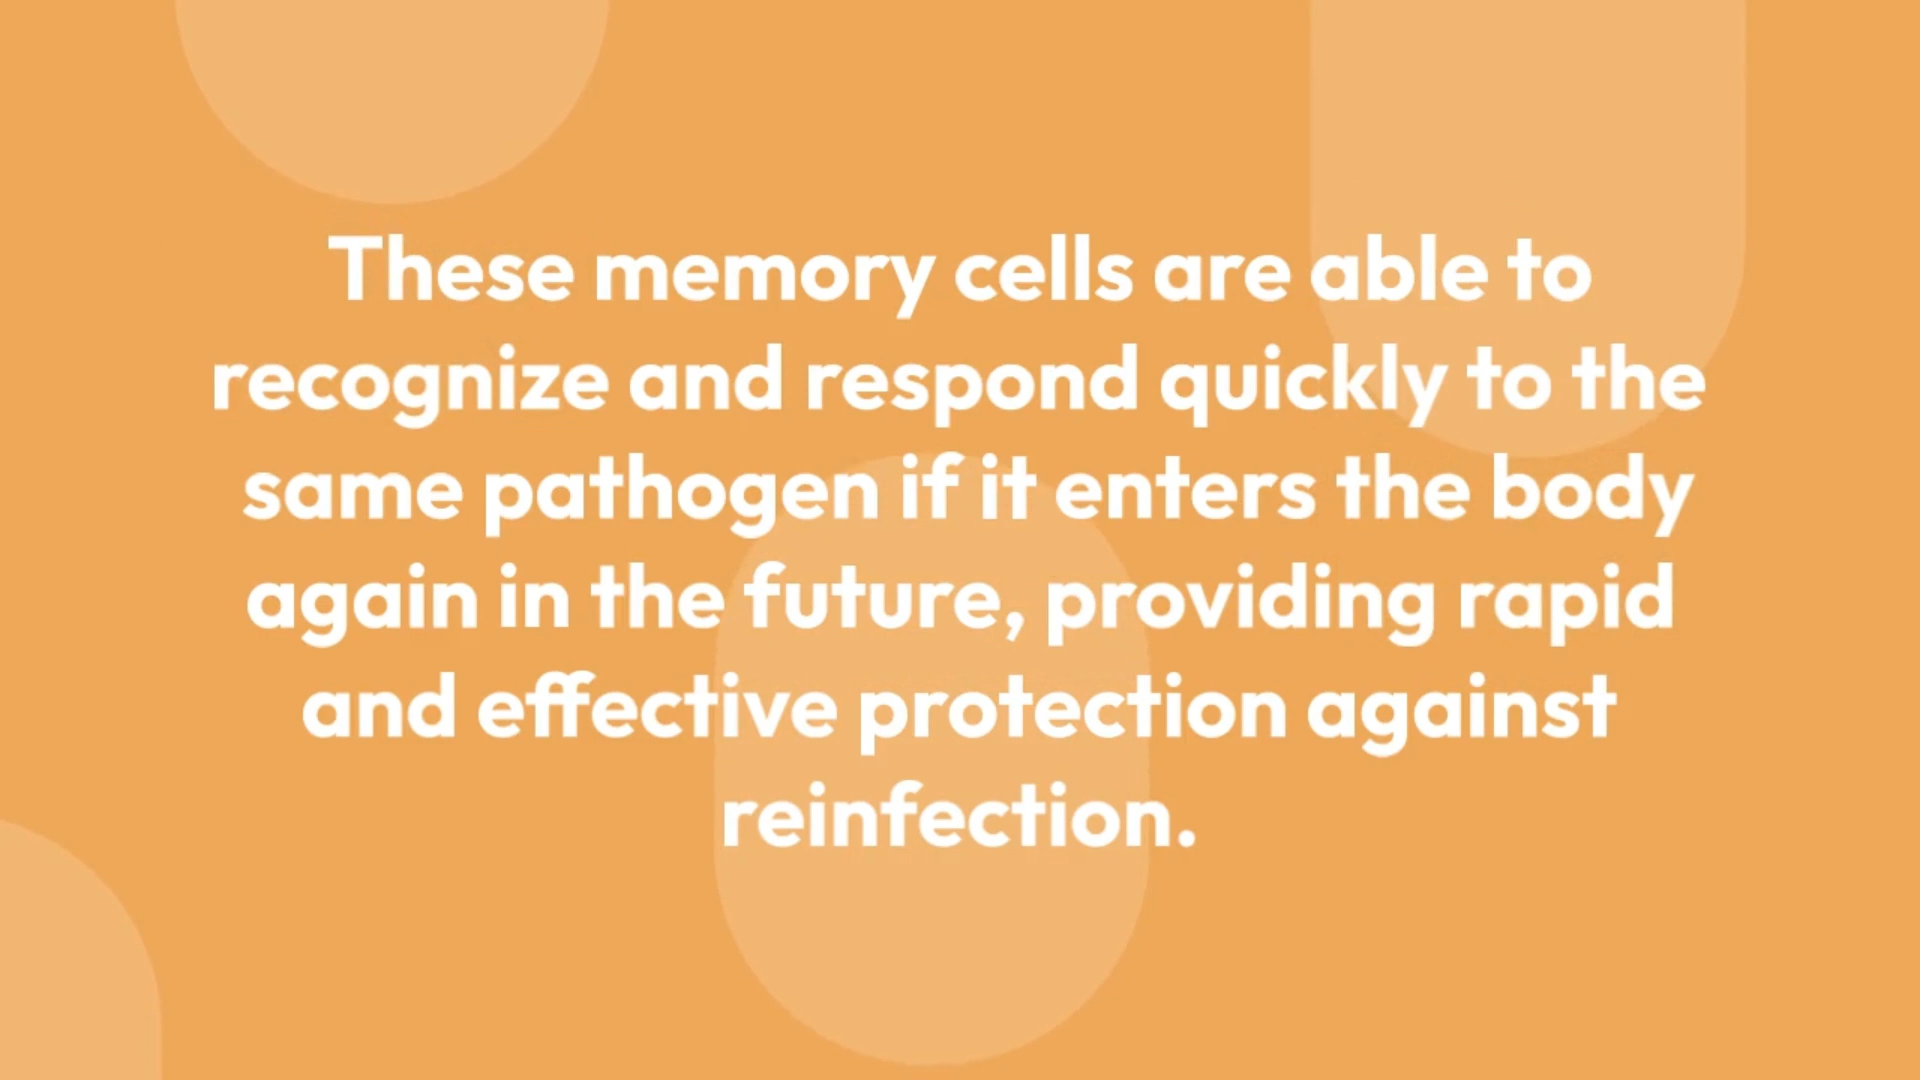 These memory cells are able to
recognize and respond quickly to the
same pathogen if it enters the body
again in the future, providing rapid
and effective protection against
reinfection.